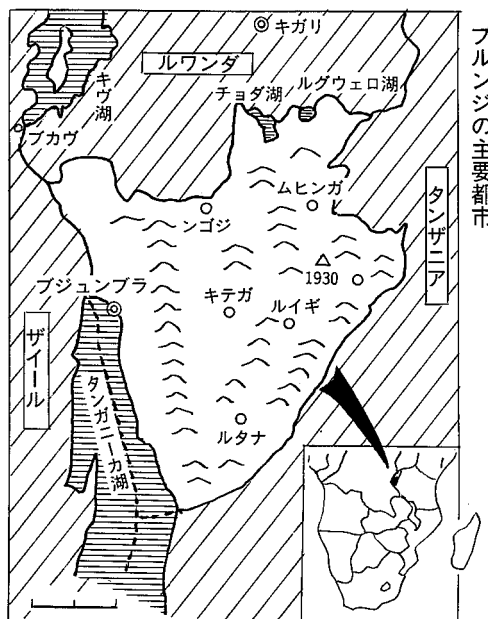 ブルンジの主要都市
キガリ
ルワンダ
キヴ湖
チョダ湖
ルグウェロ湖
ブカヴ
ムヒンガ
ンゴジ
タンザニア
1930
ブジュンブラ
キテガ
ルイギ
ザイール
タンガニーカ湖
ルタナ